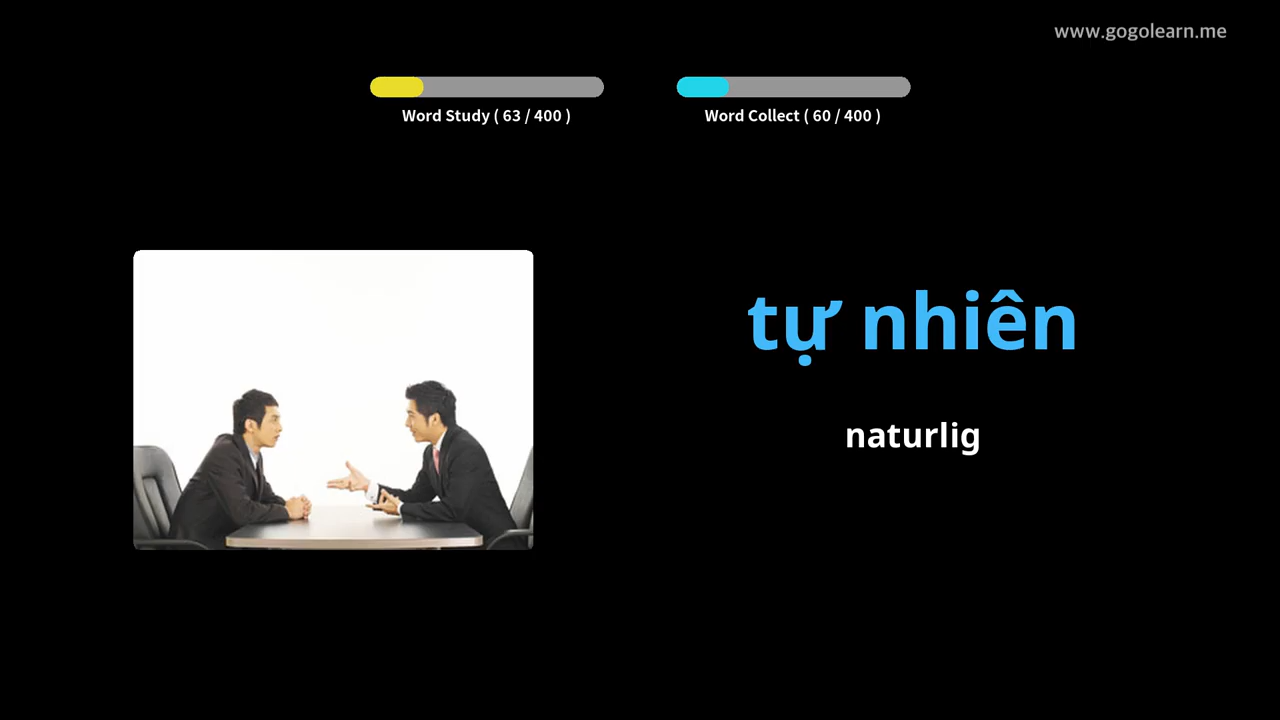 www.gogolearn.me
Word Study ( 63 / 400 )
Word Collect ( 60 / 400 )
tự nhiên
naturlig